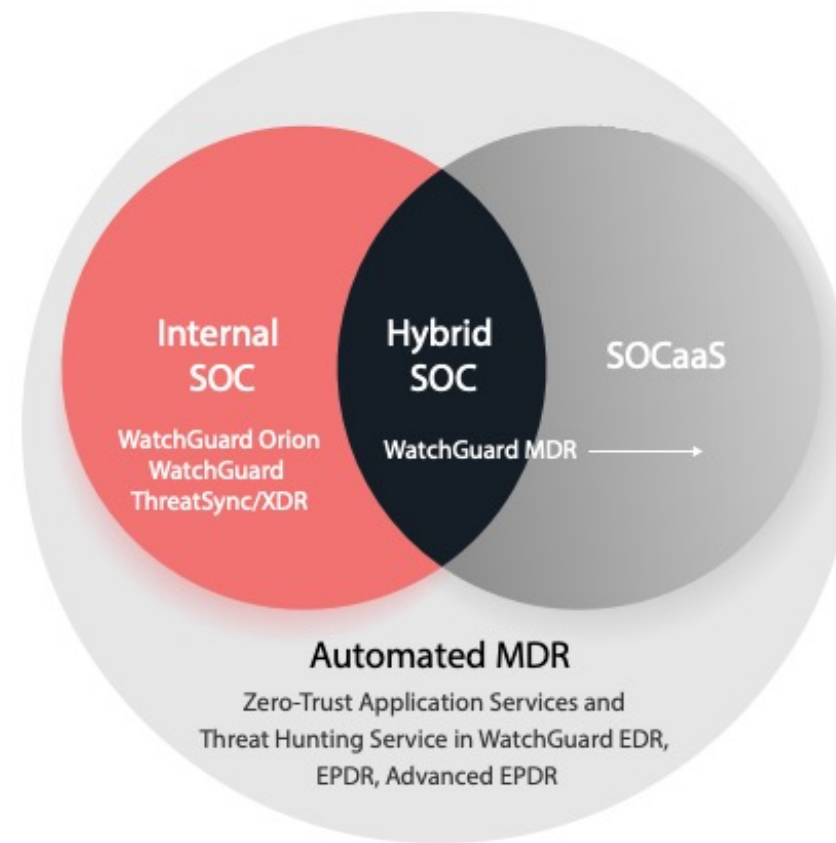 Internal
SOC
WatchGuard Orion
WatchGuard
ThreatSync/XDR
Hybrid
SOC
WatchGuard MDR
SOCaaS
Automated MDR
Zero-Trust Application Services and
Threat Hunting Service in WatchGuard EDR,
EPDR, Advanced EPDR